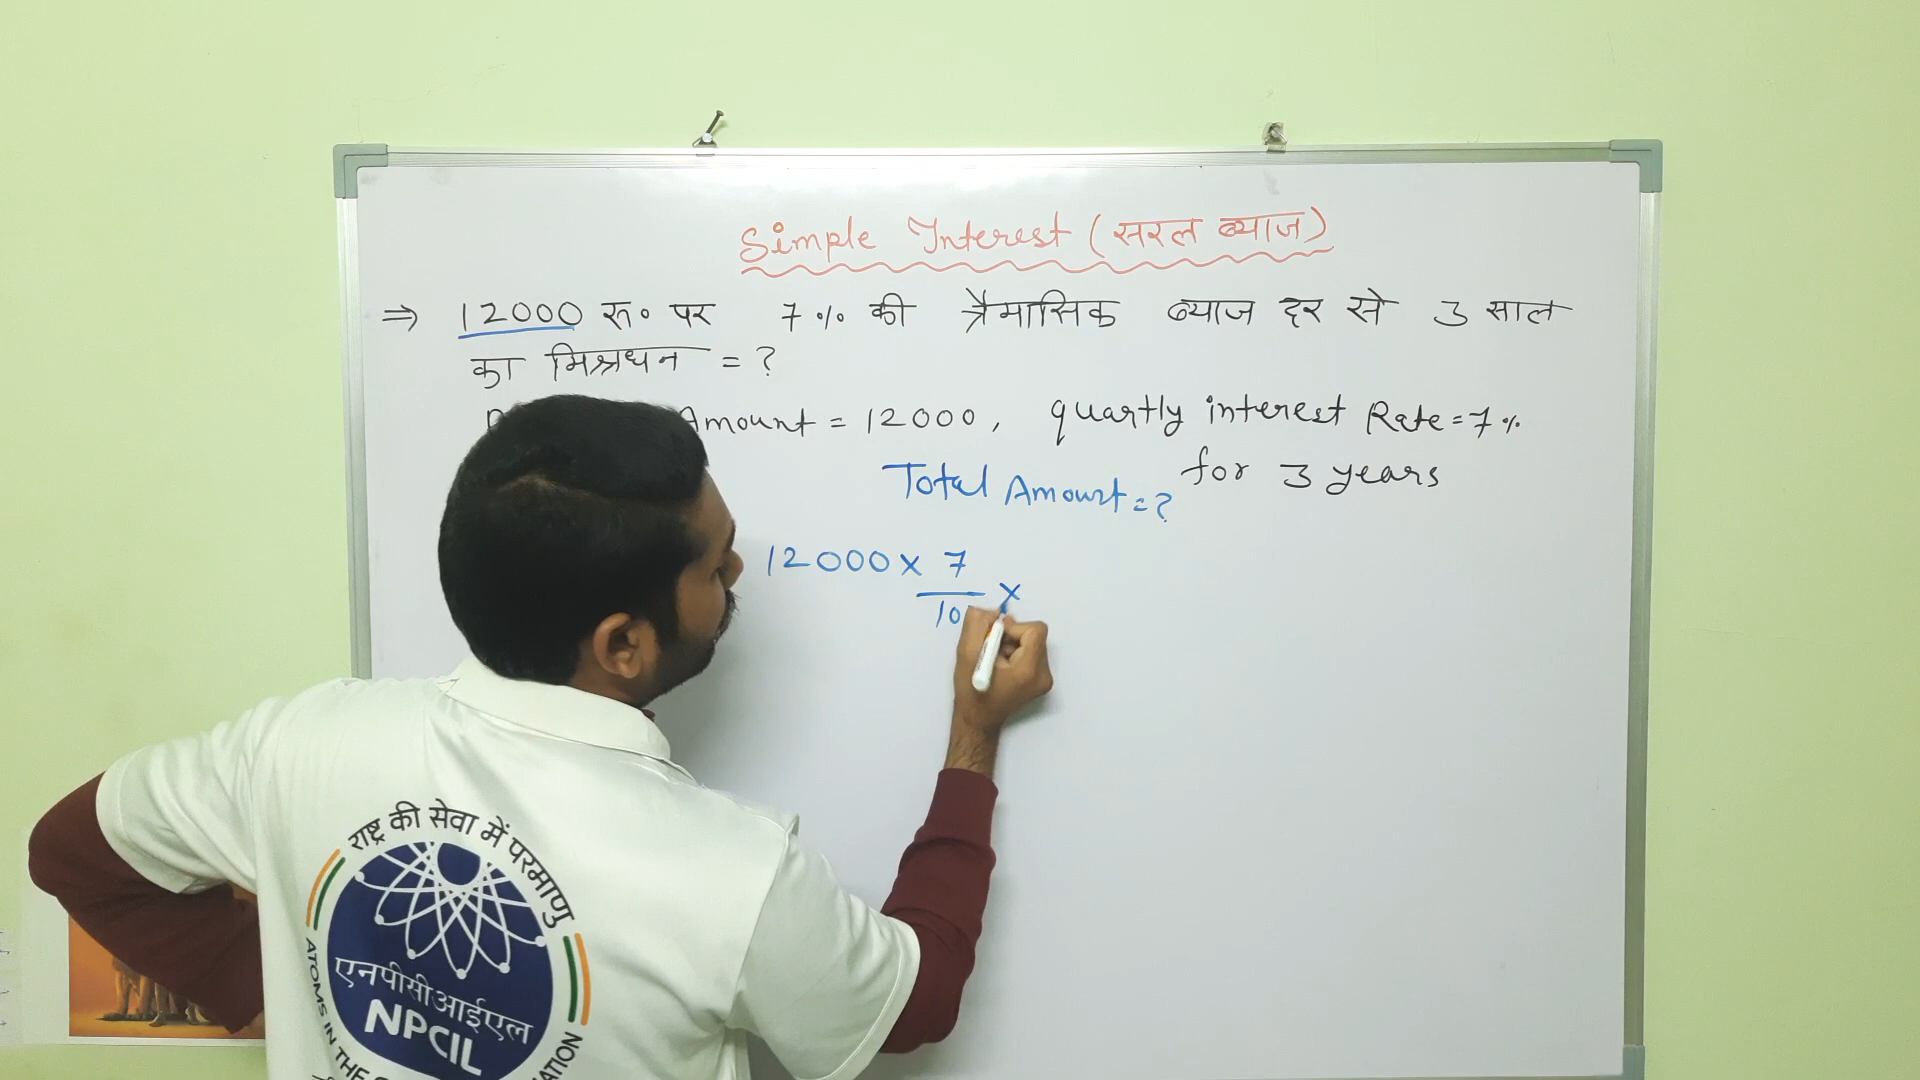 Simple Interest (सरल ब्याज)
⇒ 12000 रु० पर 7% की त्रैमासिक ब्याज दर से 3 साल
का मिश्रधन = ?
Amount = 12000, quartly interest Rate = 7%
for 3 years
Total Amount = ?
12000 × 7
10
×
राष्ट्र की सेवा में परमाणु
एनपीसीआईएल
NPCIL
ATOMS IN THE